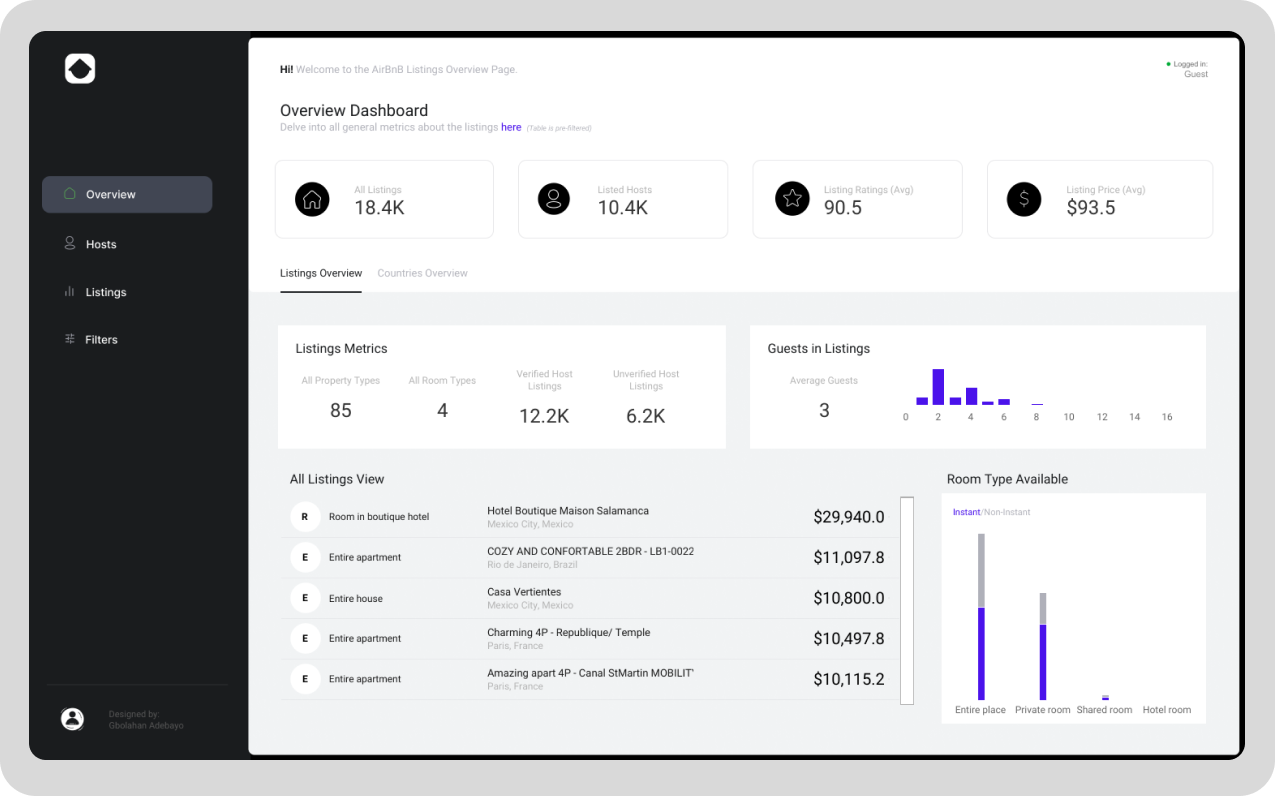 Hi! Welcome to the AirBnB Listings Overview Page.
Logged in:
Guest
Overview Dashboard
Delve into all general metrics about the listings here (Table is pre-filtered)
Overview
Hosts
Listings
Filters
All Listings
18.4K
Listed Hosts
10.4K
Listing Ratings (Avg)
90.5
$
Listing Price (Avg)
$93.5
Listings Overview
Countries Overview
Listings Metrics
All Property Types
85
All Room Types
4
Verified Host
Listings
12.2K
Unverified Host
Listings
6.2K
Guests in Listings
Average Guests
3
0 2 4 6 8 10 12 14 16
All Listings View
R Room in boutique hotel
Hotel Boutique Maison Salamanca
Mexico City, Mexico
$29,940.0
E Entire apartment
COZY AND CONFORTABLE 2BDR - LB1-0022
Rio de Janeiro, Brazil
$11,097.8
E Entire house
Casa Vertientes
Mexico City, Mexico
$10,800.0
E Entire apartment
Charming 4P - Republique/ Temple
Paris, France
$10,497.8
E Entire apartment
Amazing apart 4P - Canal StMartin MOBILIT
Paris, France
$10,115.2
Room Type Available
Instant/Non-Instant
Entire place Private room Shared room Hotel room
Designed by:
Gbolahan Adebayo